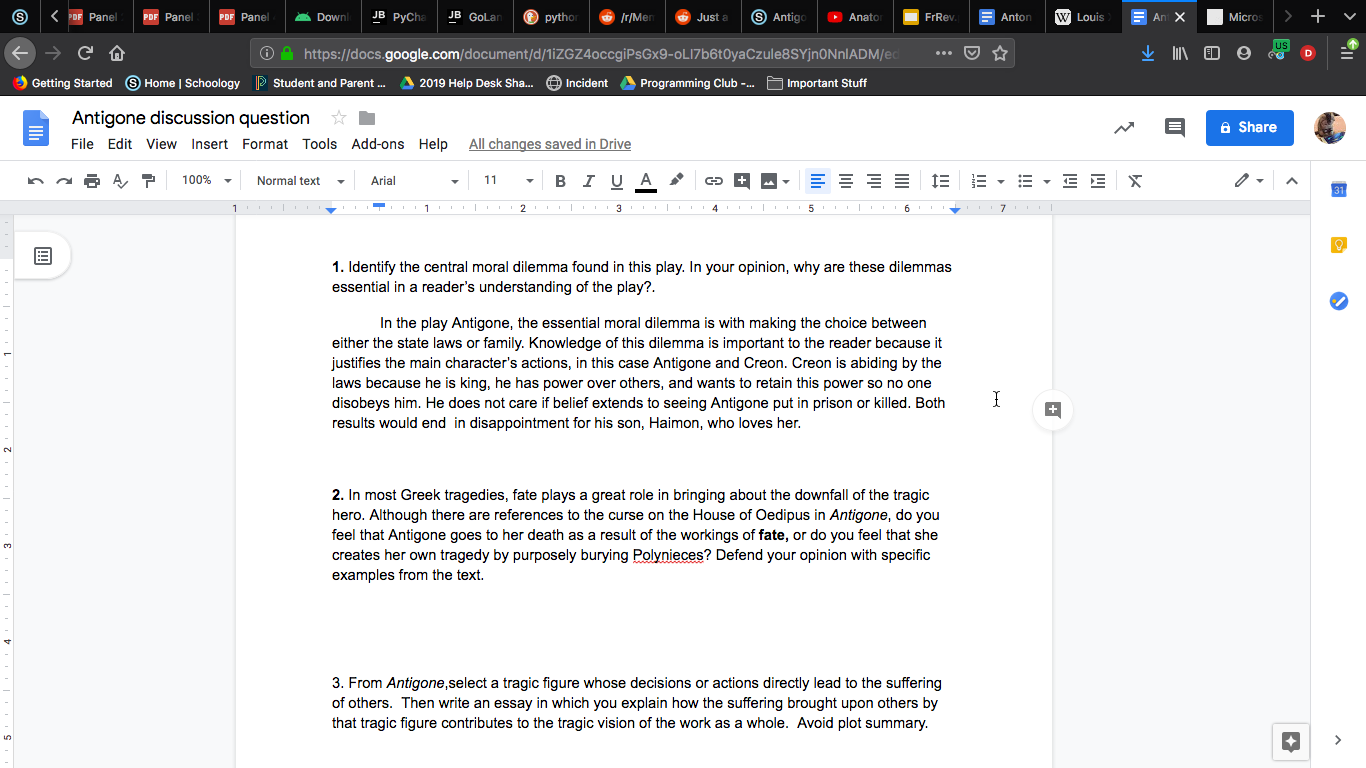 Panel
Panel
Panel
Downl
PyCha
GoLan
python
/r/Men
Just a
Antigo
Anator
FrRev.
Anton
Louis
Ant
Micros
https://docs.google.com/document/d/1iZGZ4occgiPsGx9-oLl7b6t0yaCzule8SYjn0NnlADM/ed
US
Getting Started
Home | Schoology
Student and Parent ...
2019 Help Desk Sha...
Incident
Programming Club -...
Important Stuff
Antigone discussion question
File Edit View Insert Format Tools Add-ons Help All changes saved in Drive
Share
100% Normal text Arial 11 B I U A
1 1 2 3 4 5 6 7
1. Identify the central moral dilemma found in this play. In your opinion, why are these dilemmas
essential in a reader's understanding of the play?.
In the play Antigone, the essential moral dilemma is with making the choice between
either the state laws or family. Knowledge of this dilemma is important to the reader because it
justifies the main character's actions, in this case Antigone and Creon. Creon is abiding by the
laws because he is king, he has power over others, and wants to retain this power so no one
disobeys him. He does not care if belief extends to seeing Antigone put in prison or killed. Both
results would end  in disappointment for his son, Haimon, who loves her.
2. In most Greek tragedies, fate plays a great role in bringing about the downfall of the tragic
hero. Although there are references to the curse on the House of Oedipus in Antigone, do you
feel that Antigone goes to her death as a result of the workings of fate, or do you feel that she
creates her own tragedy by purposely burying Polynieces? Defend your opinion with specific
examples from the text.
3. From Antigone,select a tragic figure whose decisions or actions directly lead to the suffering
of others.  Then write an essay in which you explain how the suffering brought upon others by
that tragic figure contributes to the tragic vision of the work as a whole.  Avoid plot summary.